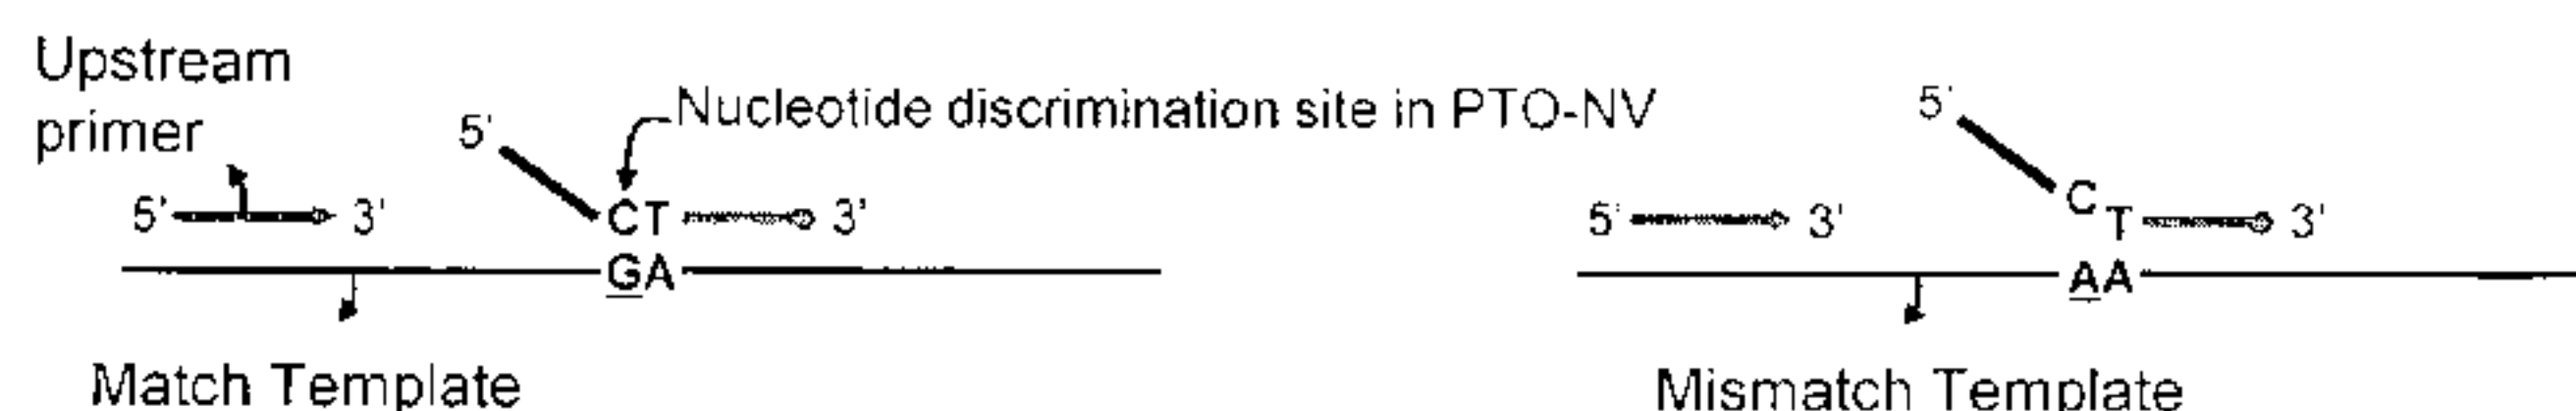 Upstream
primer
5' Nucleotide discrimination site in PTO-NV 5'
5' 3' CT 3' 5' 3' C T 3'
GA AA
Match Template Mismatch Template